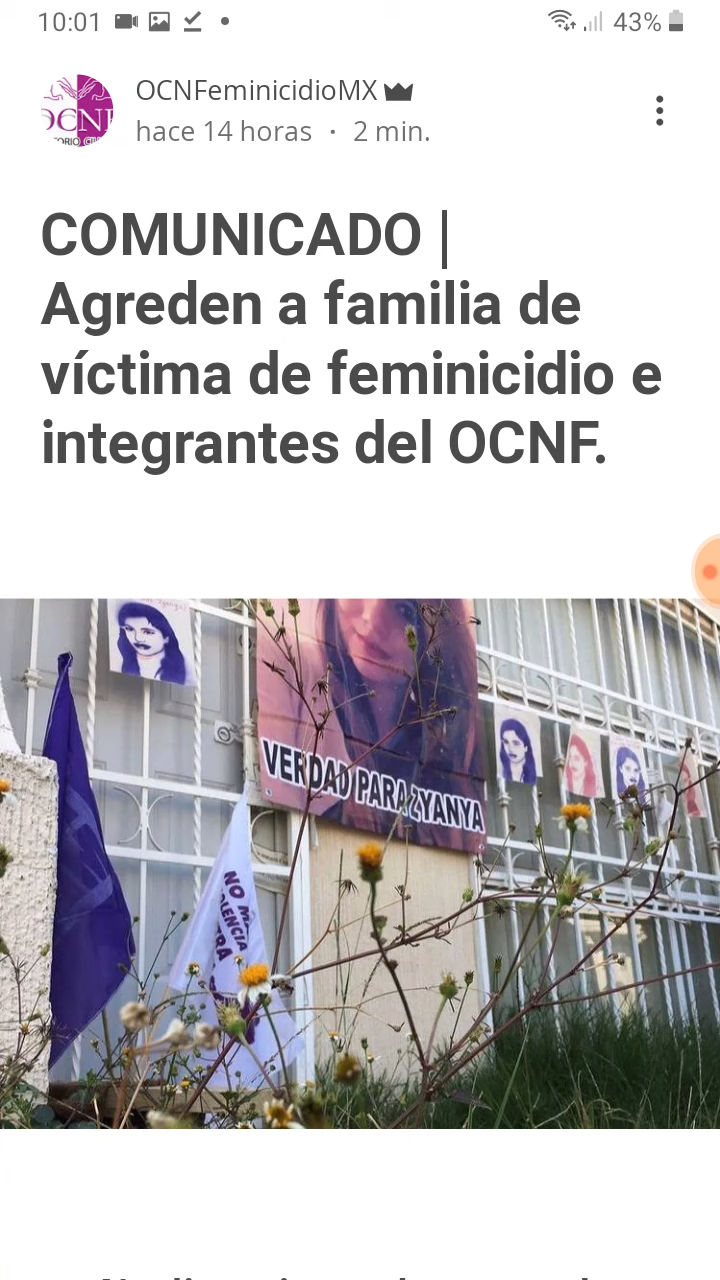 10:01
43%
OCNFeminicidioMX
hace 14 horas · 2 min.
COMUNICADO |
Agreden a familia de
víctima de feminicidio e
integrantes del OCNF.
VERDAD PARA ZYANYA
NO